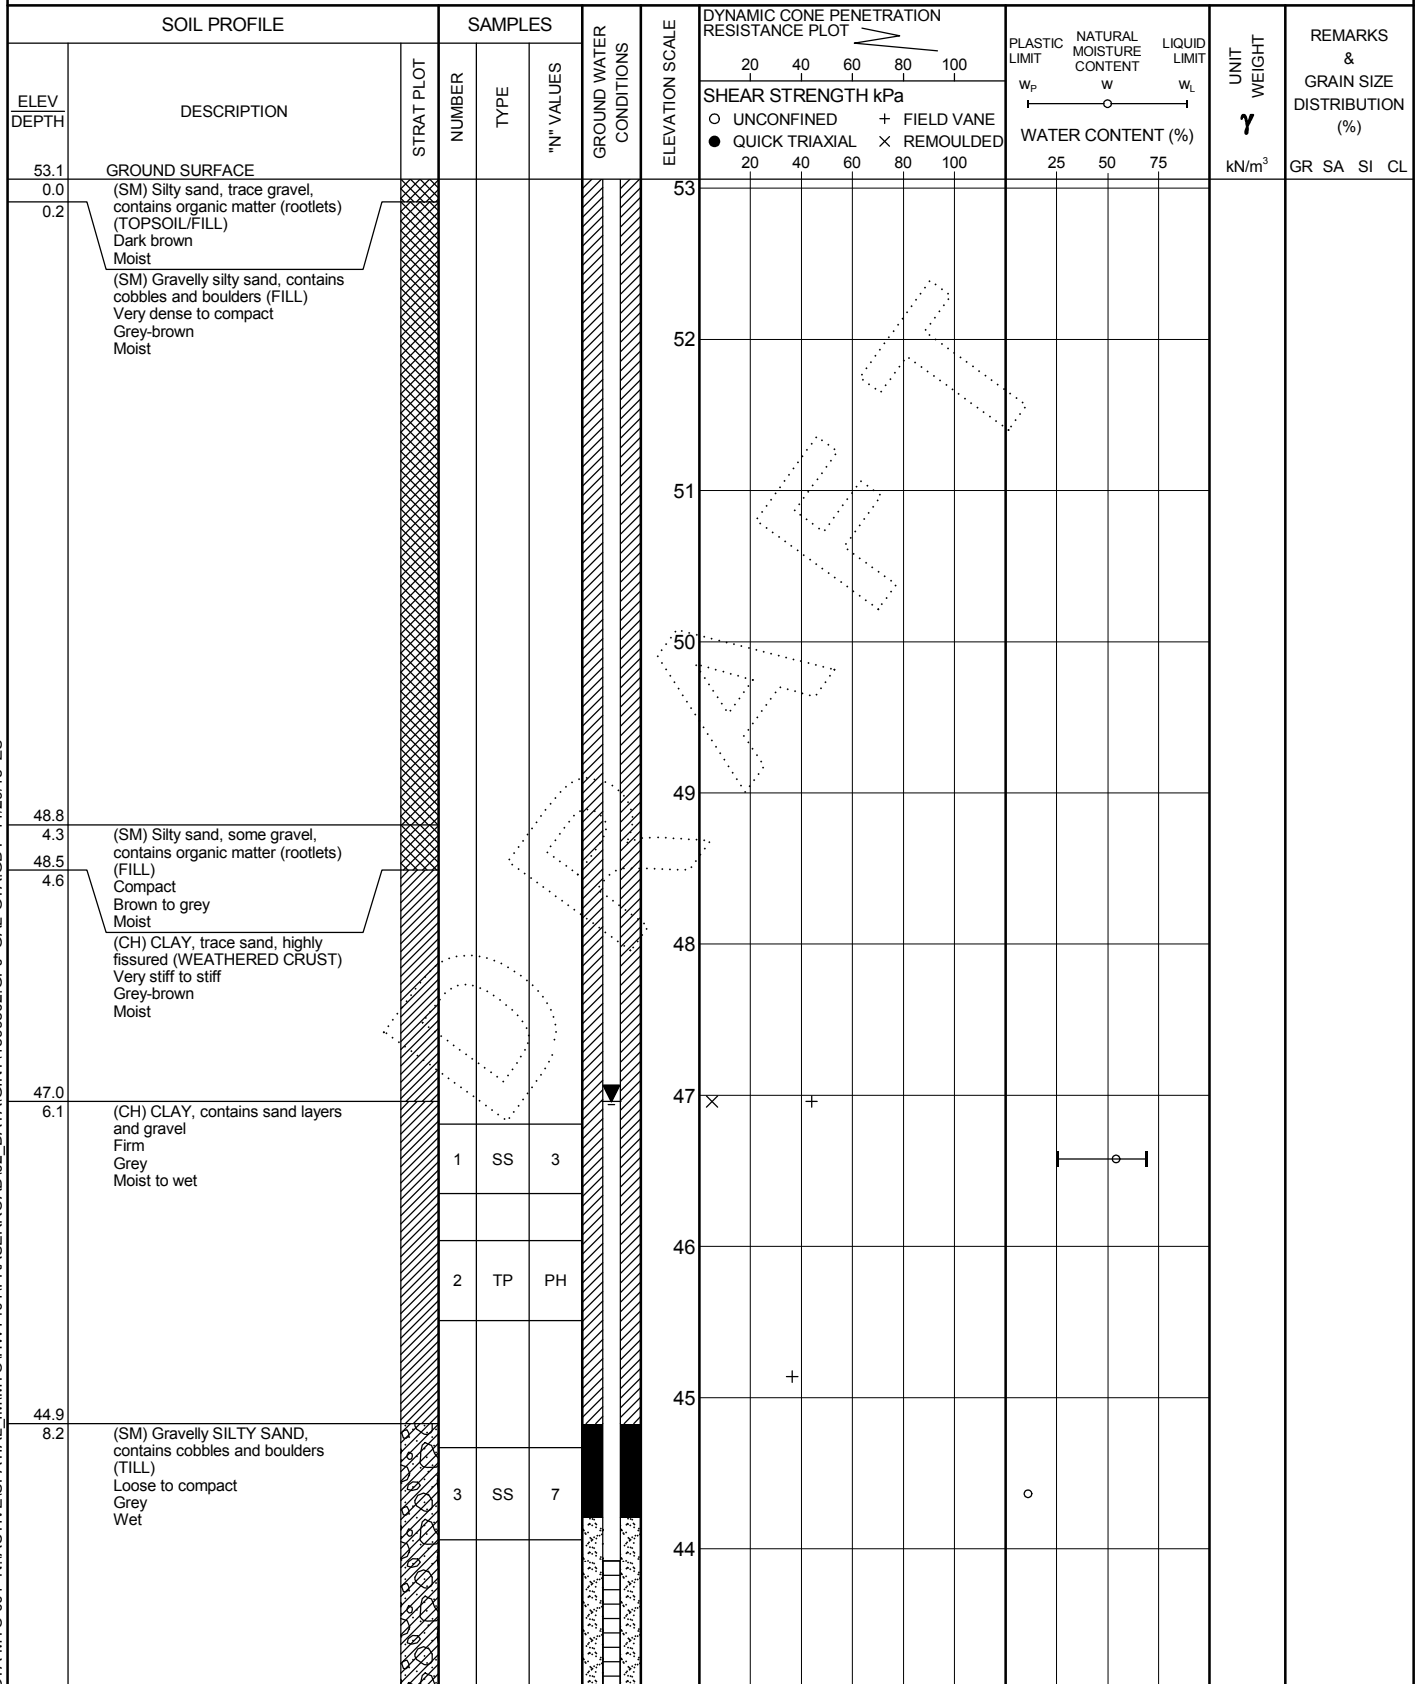 SOIL PROFILE
SAMPLES
GROUND WATER
CONDITIONS
ELEVATION SCALE
DYNAMIC CONE PENETRATION
RESISTANCE PLOT
20 40 60 80 100
SHEAR STRENGTH kPa
○ UNCONFINED + FIELD VANE
● QUICK TRIAXIAL × REMOULDED
20 40 60 80 100
PLASTIC
LIMIT
NATURAL
MOISTURE
CONTENT
LIQUID
LIMIT
WP W WL
WATER CONTENT (%)
25 50 75
UNIT
WEIGHT
γ
kN/m³
REMARKS
&
GRAIN SIZE
DISTRIBUTION
(%)
GR SA SI CL
ELEV
DEPTH
DESCRIPTION
STRAT PLOT
NUMBER
TYPE
"N" VALUES
53.1 GROUND SURFACE
0.0 (SM) Silty sand, trace gravel,
contains organic matter (rootlets)
0.2 (TOPSOIL/FILL)
Dark brown
Moist
(SM) Gravelly silty sand, contains
cobbles and boulders (FILL)
Very dense to compact
Grey-brown
Moist
48.8
4.3 (SM) Silty sand, some gravel,
contains organic matter (rootlets)
48.5 (FILL)
4.6 Compact
Brown to grey
Moist
(CH) CLAY, trace sand, highly
fissured (WEATHERED CRUST)
Very stiff to stiff
Grey-brown
Moist
47.0
6.1 (CH) CLAY, contains sand layers
and gravel
Firm
Grey
Moist to wet
1 SS 3
2 TP PH
44.9
8.2 (SM) Gravelly SILTY SAND,
contains cobbles and boulders
(TILL)
Loose to compact
Grey
Wet
3 SS 7
53
52
51
50
49
48
47
46
45
44
DRAFT